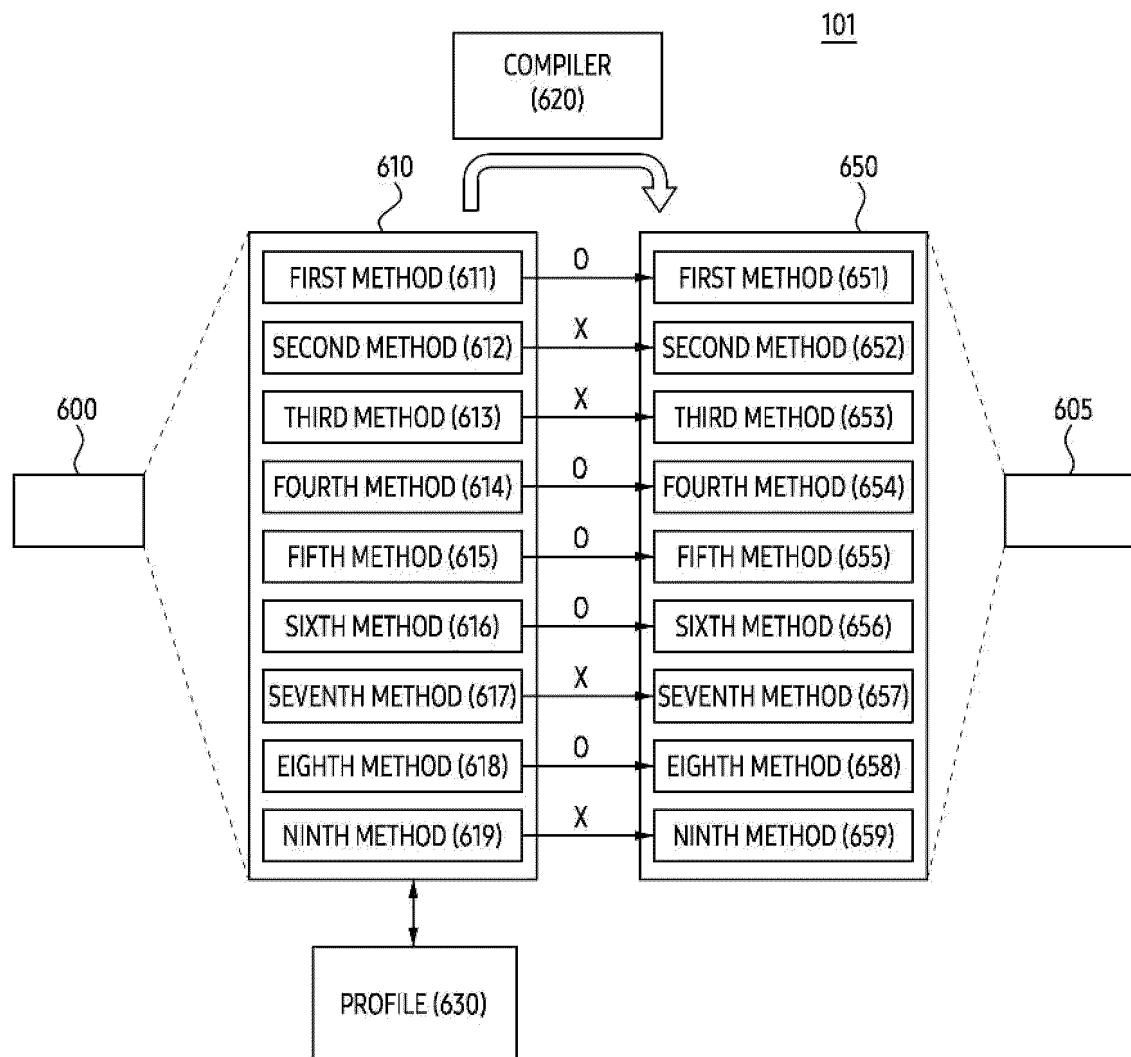 101
COMPILER
(620)
610
650
FIRST METHOD (611)
O
FIRST METHOD (651)
SECOND METHOD (612)
X
SECOND METHOD (652)
THIRD METHOD (613)
X
THIRD METHOD (653)
600
605
FOURTH METHOD (614)
O
FOURTH METHOD (654)
FIFTH METHOD (615)
O
FIFTH METHOD (655)
SIXTH METHOD (616)
O
SIXTH METHOD (656)
SEVENTH METHOD (617)
X
SEVENTH METHOD (657)
EIGHTH METHOD (618)
O
EIGHTH METHOD (658)
NINTH METHOD (619)
X
NINTH METHOD (659)
PROFILE (630)